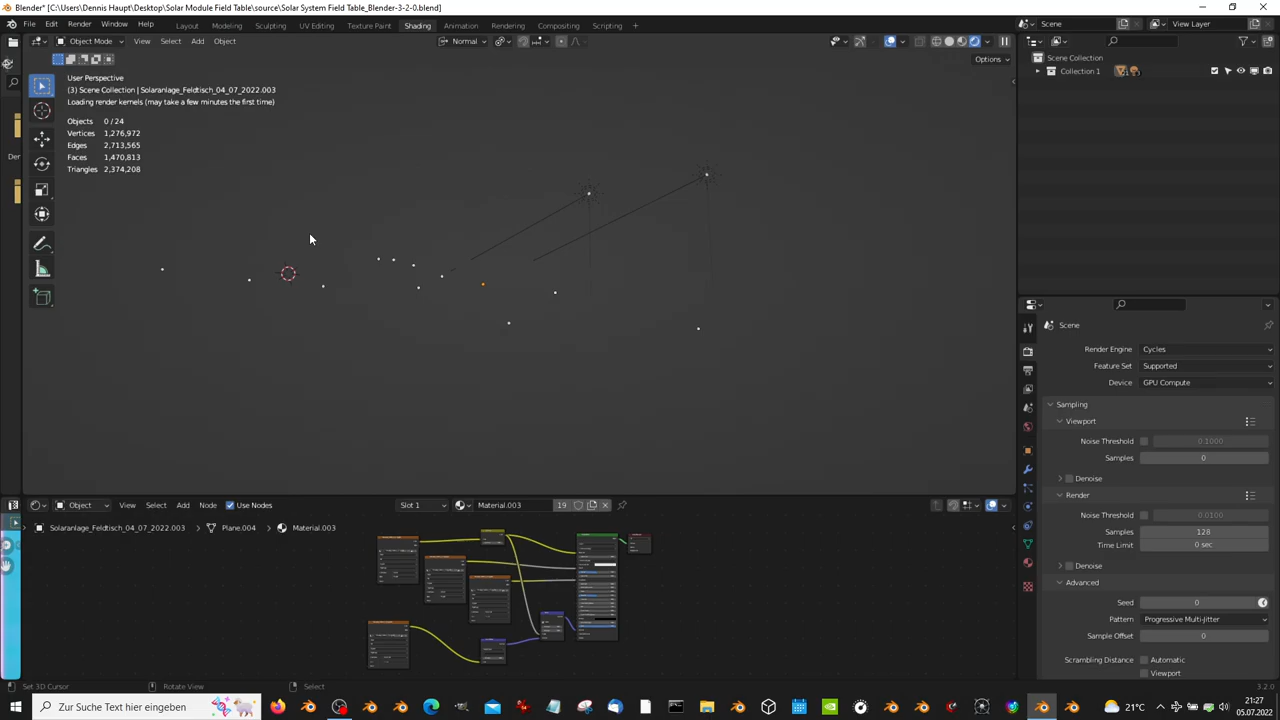 Blender* [C:\Users\Dennis Haupt\Desktop\Solar Module Field Table\source\Solar System Field Table_Blender-3-2-0.blend]
File Edit Render Window Help Layout Modeling Sculpting UV Editing Texture Paint Shading Animation Rendering Compositing Geometry Nodes Scripting + Scene View Layer
Object Mode View Select Add Object Normal
Options
User Perspective
(3) Scene Collection | Solaranlage_Feldtisch_04_07_2022.003
Loading render kernels (may take a few minutes the first time)
Objects 0 / 24
Vertices 1,276,972
Edges 2,713,565
Faces 1,470,813
Triangles 2,374,208
Scene Collection
Collection 1
Scene
Render Engine Cycles
Feature Set Supported
Device GPU Compute
Sampling
Viewport
Noise Threshold 0.1000
Samples 0
Denoise
Render
Noise Threshold 0.0100
Samples 128
Time Limit 0 sec
Denoise
Advanced
Seed 0
Pattern Progressive Multi-Jitter
Sample Offset 0
Scrambling Distance Automatic
Viewport
Object View Select Add Node Use Nodes Slot 1 Material.003 19
Solaranlage_Feldtisch_04_07_2022.003 > Plane.004 > Material.003
Set 3D Cursor Rotate View Select 3.2.0
Zur Suche Text hier eingeben
21°C
21:27
05.07.2022